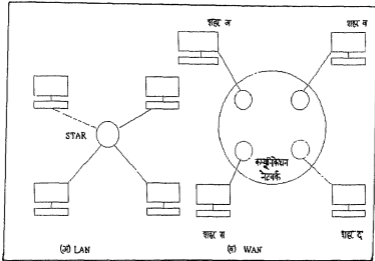 शहर अ
शहर ब
STAR
कम्युनिकेशन
नेटवर्क
शहर स
शहर द
(अ) LAN
(ब) WAN